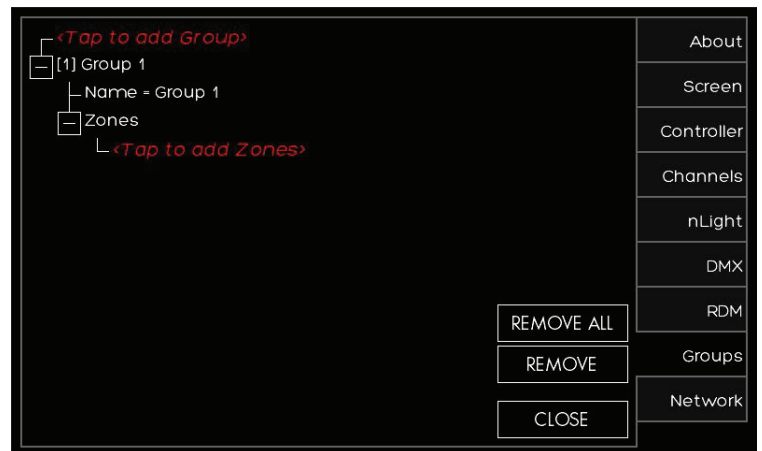 <Tap to add Group>
[1] Group 1
Name = Group 1
Zones
<Tap to add Zones>
REMOVE ALL
REMOVE
CLOSE
About
Screen
Controller
Channels
nLight
DMX
RDM
Groups
Network